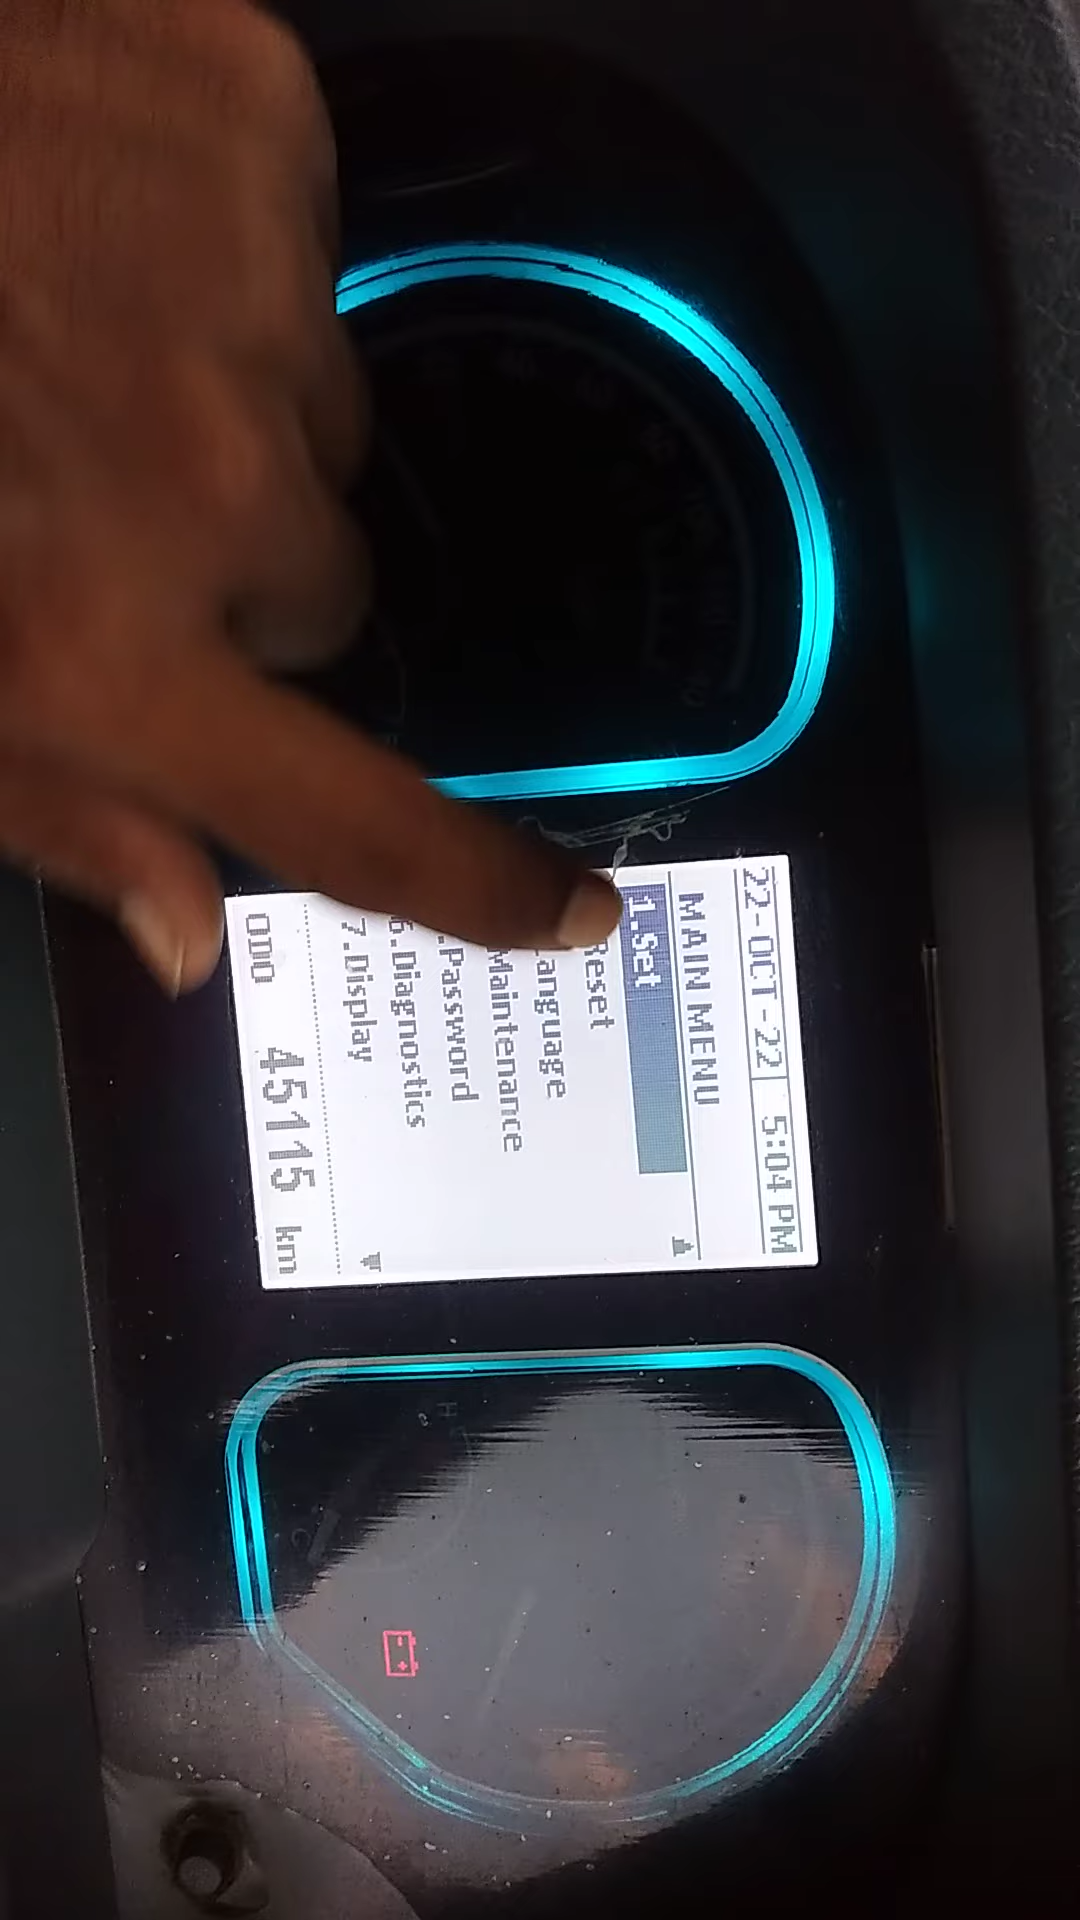 22-OCT-22 5:04 PM
MAIN MENU
1.Set
Reset
anguage
Maintenance
.Password
6.Diagnostics
7.Display
ODO 45115 km
H
C